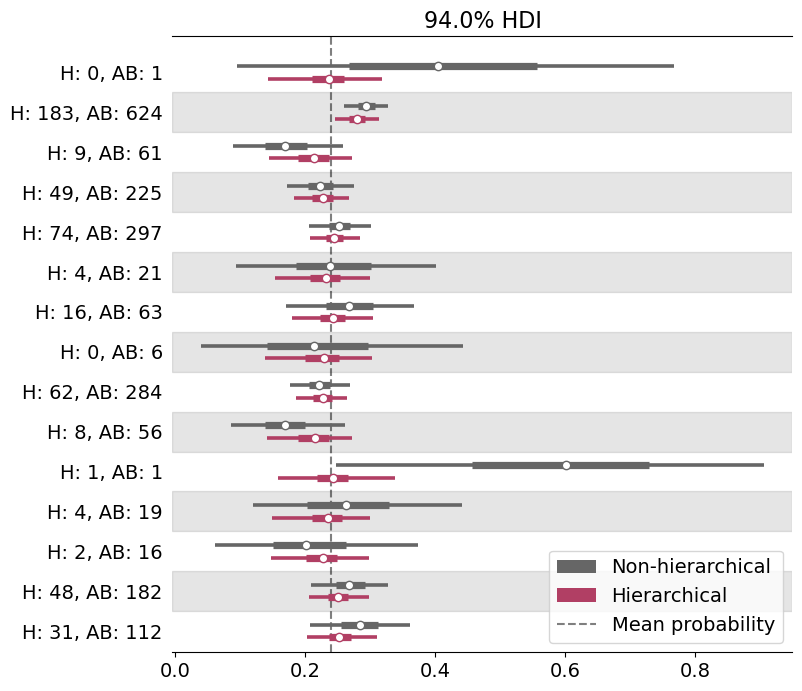 94.0% HDI
H: 0, AB: 1
H: 183, AB: 624
H: 9, AB: 61
H: 49, AB: 225
H: 74, AB: 297
H: 4, AB: 21
H: 16, AB: 63
H: 0, AB: 6
H: 62, AB: 284
H: 8, AB: 56
H: 1, AB: 1
H: 4, AB: 19
H: 2, AB: 16
H: 48, AB: 182
H: 31, AB: 112
Non-hierarchical
Hierarchical
Mean probability
0.0 0.2 0.4 0.6 0.8